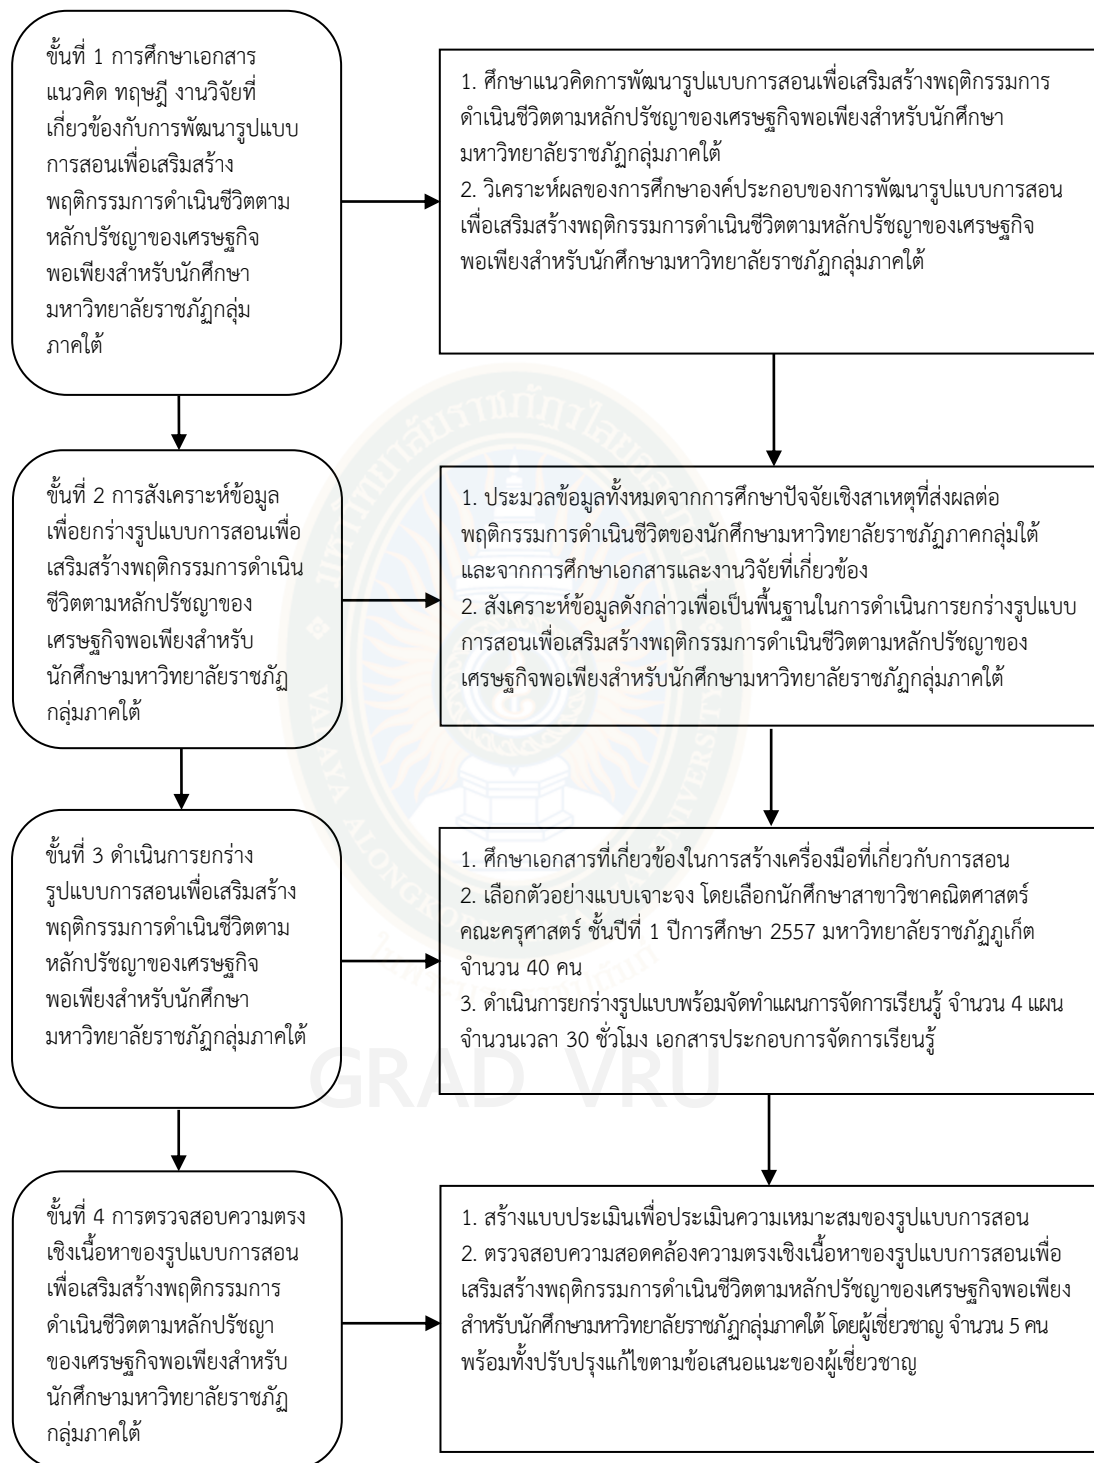 ขั้นที่ 1 การศึกษาเอกสาร
แนวคิด ทฤษฎี งานวิจัยที่
เกี่ยวข้องกับการพัฒนารูปแบบ
การสอนเพื่อเสริมสร้าง
พฤติกรรมการดำเนินชีวิตตาม
หลักปรัชญาของเศรษฐกิจ
พอเพียงสำหรับนักศึกษา
มหาวิทยาลัยราชภัฏกลุ่ม
ภาคใต้
1. ศึกษาแนวคิดการพัฒนารูปแบบการสอนเพื่อเสริมสร้างพฤติกรรมการ
ดำเนินชีวิตตามหลักปรัชญาของเศรษฐกิจพอเพียงสำหรับนักศึกษา
มหาวิทยาลัยราชภัฏกลุ่มภาคใต้
2. วิเคราะห์ผลของการศึกษาองค์ประกอบของการพัฒนารูปแบบการสอน
เพื่อเสริมสร้างพฤติกรรมการดำเนินชีวิตตามหลักปรัชญาของเศรษฐกิจ
พอเพียงสำหรับนักศึกษามหาวิทยาลัยราชภัฏกลุ่มภาคใต้
ขั้นที่ 2 การสังเคราะห์ข้อมูล
เพื่อยกร่างรูปแบบการสอนเพื่อ
เสริมสร้างพฤติกรรมการดำเนิน
ชีวิตตามหลักปรัชญาของ
เศรษฐกิจพอเพียงสำหรับ
นักศึกษามหาวิทยาลัยราชภัฏ
กลุ่มภาคใต้
1. ประมวลข้อมูลทั้งหมดจากการศึกษาปัจจัยเชิงสาเหตุที่ส่งผลต่อ
พฤติกรรมการดำเนินชีวิตของนักศึกษามหาวิทยาลัยราชภัฏภาคกลุ่มใต้
และจากการศึกษาเอกสารและงานวิจัยที่เกี่ยวข้อง
2. สังเคราะห์ข้อมูลดังกล่าวเพื่อเป็นพื้นฐานในการดำเนินการยกร่างรูปแบบ
การสอนเพื่อเสริมสร้างพฤติกรรมการดำเนินชีวิตตามหลักปรัชญาของ
เศรษฐกิจพอเพียงสำหรับนักศึกษามหาวิทยาลัยราชภัฏกลุ่มภาคใต้
ขั้นที่ 3 ดำเนินการยกร่าง
รูปแบบการสอนเพื่อเสริมสร้าง
พฤติกรรมการดำเนินชีวิตตาม
หลักปรัชญาของเศรษฐกิจ
พอเพียงสำหรับนักศึกษา
มหาวิทยาลัยราชภัฏกลุ่มภาคใต้
1. ศึกษาเอกสารที่เกี่ยวข้องในการสร้างเครื่องมือที่เกี่ยวกับการสอน
2. เลือกตัวอย่างแบบเจาะจง โดยเลือกนักศึกษาสาขาวิชาคณิตศาสตร์
คณะครุศาสตร์ ชั้นปีที่ 1 ปีการศึกษา 2557 มหาวิทยาลัยราชภัฏภูเก็ต
จำนวน 40 คน
3. ดำเนินการยกร่างรูปแบบพร้อมจัดทำแผนการจัดการเรียนรู้ จำนวน 4 แผน
จำนวนเวลา 30 ชั่วโมง เอกสารประกอบการจัดการเรียนรู้
GRAD VRU
ขั้นที่ 4 การตรวจสอบความตรง
เชิงเนื้อหาของรูปแบบการสอน
เพื่อเสริมสร้างพฤติกรรมการ
ดำเนินชีวิตตามหลักปรัชญา
ของเศรษฐกิจพอเพียงสำหรับ
นักศึกษามหาวิทยาลัยราชภัฏ
กลุ่มภาคใต้
1. สร้างแบบประเมินเพื่อประเมินความเหมาะสมของรูปแบบการสอน
2. ตรวจสอบความสอดคล้องความตรงเชิงเนื้อหาของรูปแบบการสอนเพื่อ
เสริมสร้างพฤติกรรมการดำเนินชีวิตตามหลักปรัชญาของเศรษฐกิจพอเพียง
สำหรับนักศึกษามหาวิทยาลัยราชภัฏกลุ่มภาคใต้ โดยผู้เชี่ยวชาญ จำนวน 5 คน
พร้อมทั้งปรับปรุงแก้ไขตามข้อเสนอแนะของผู้เชี่ยวชาญ